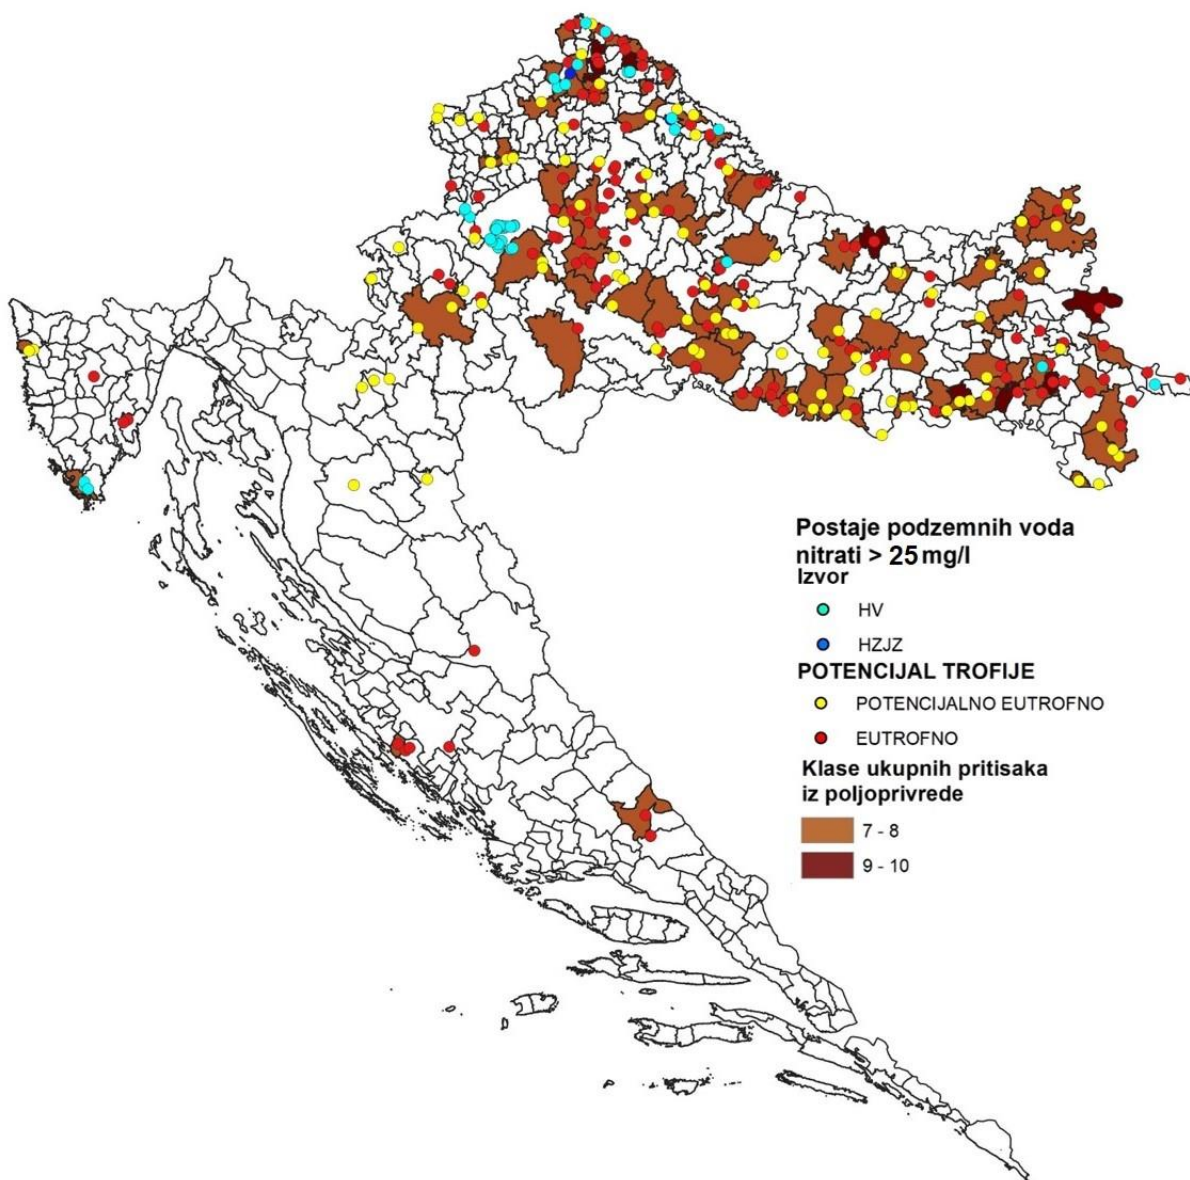 Postaje podzemnih voda
nitrati > 25 mg/l
Izvor
HV
HZJZ
POTENCIJAL TROFIJE
POTENCIJALNO EUTROFNO
EUTROFNO
Klase ukupnih pritisaka
iz poljoprivrede
7 - 8
9 - 10